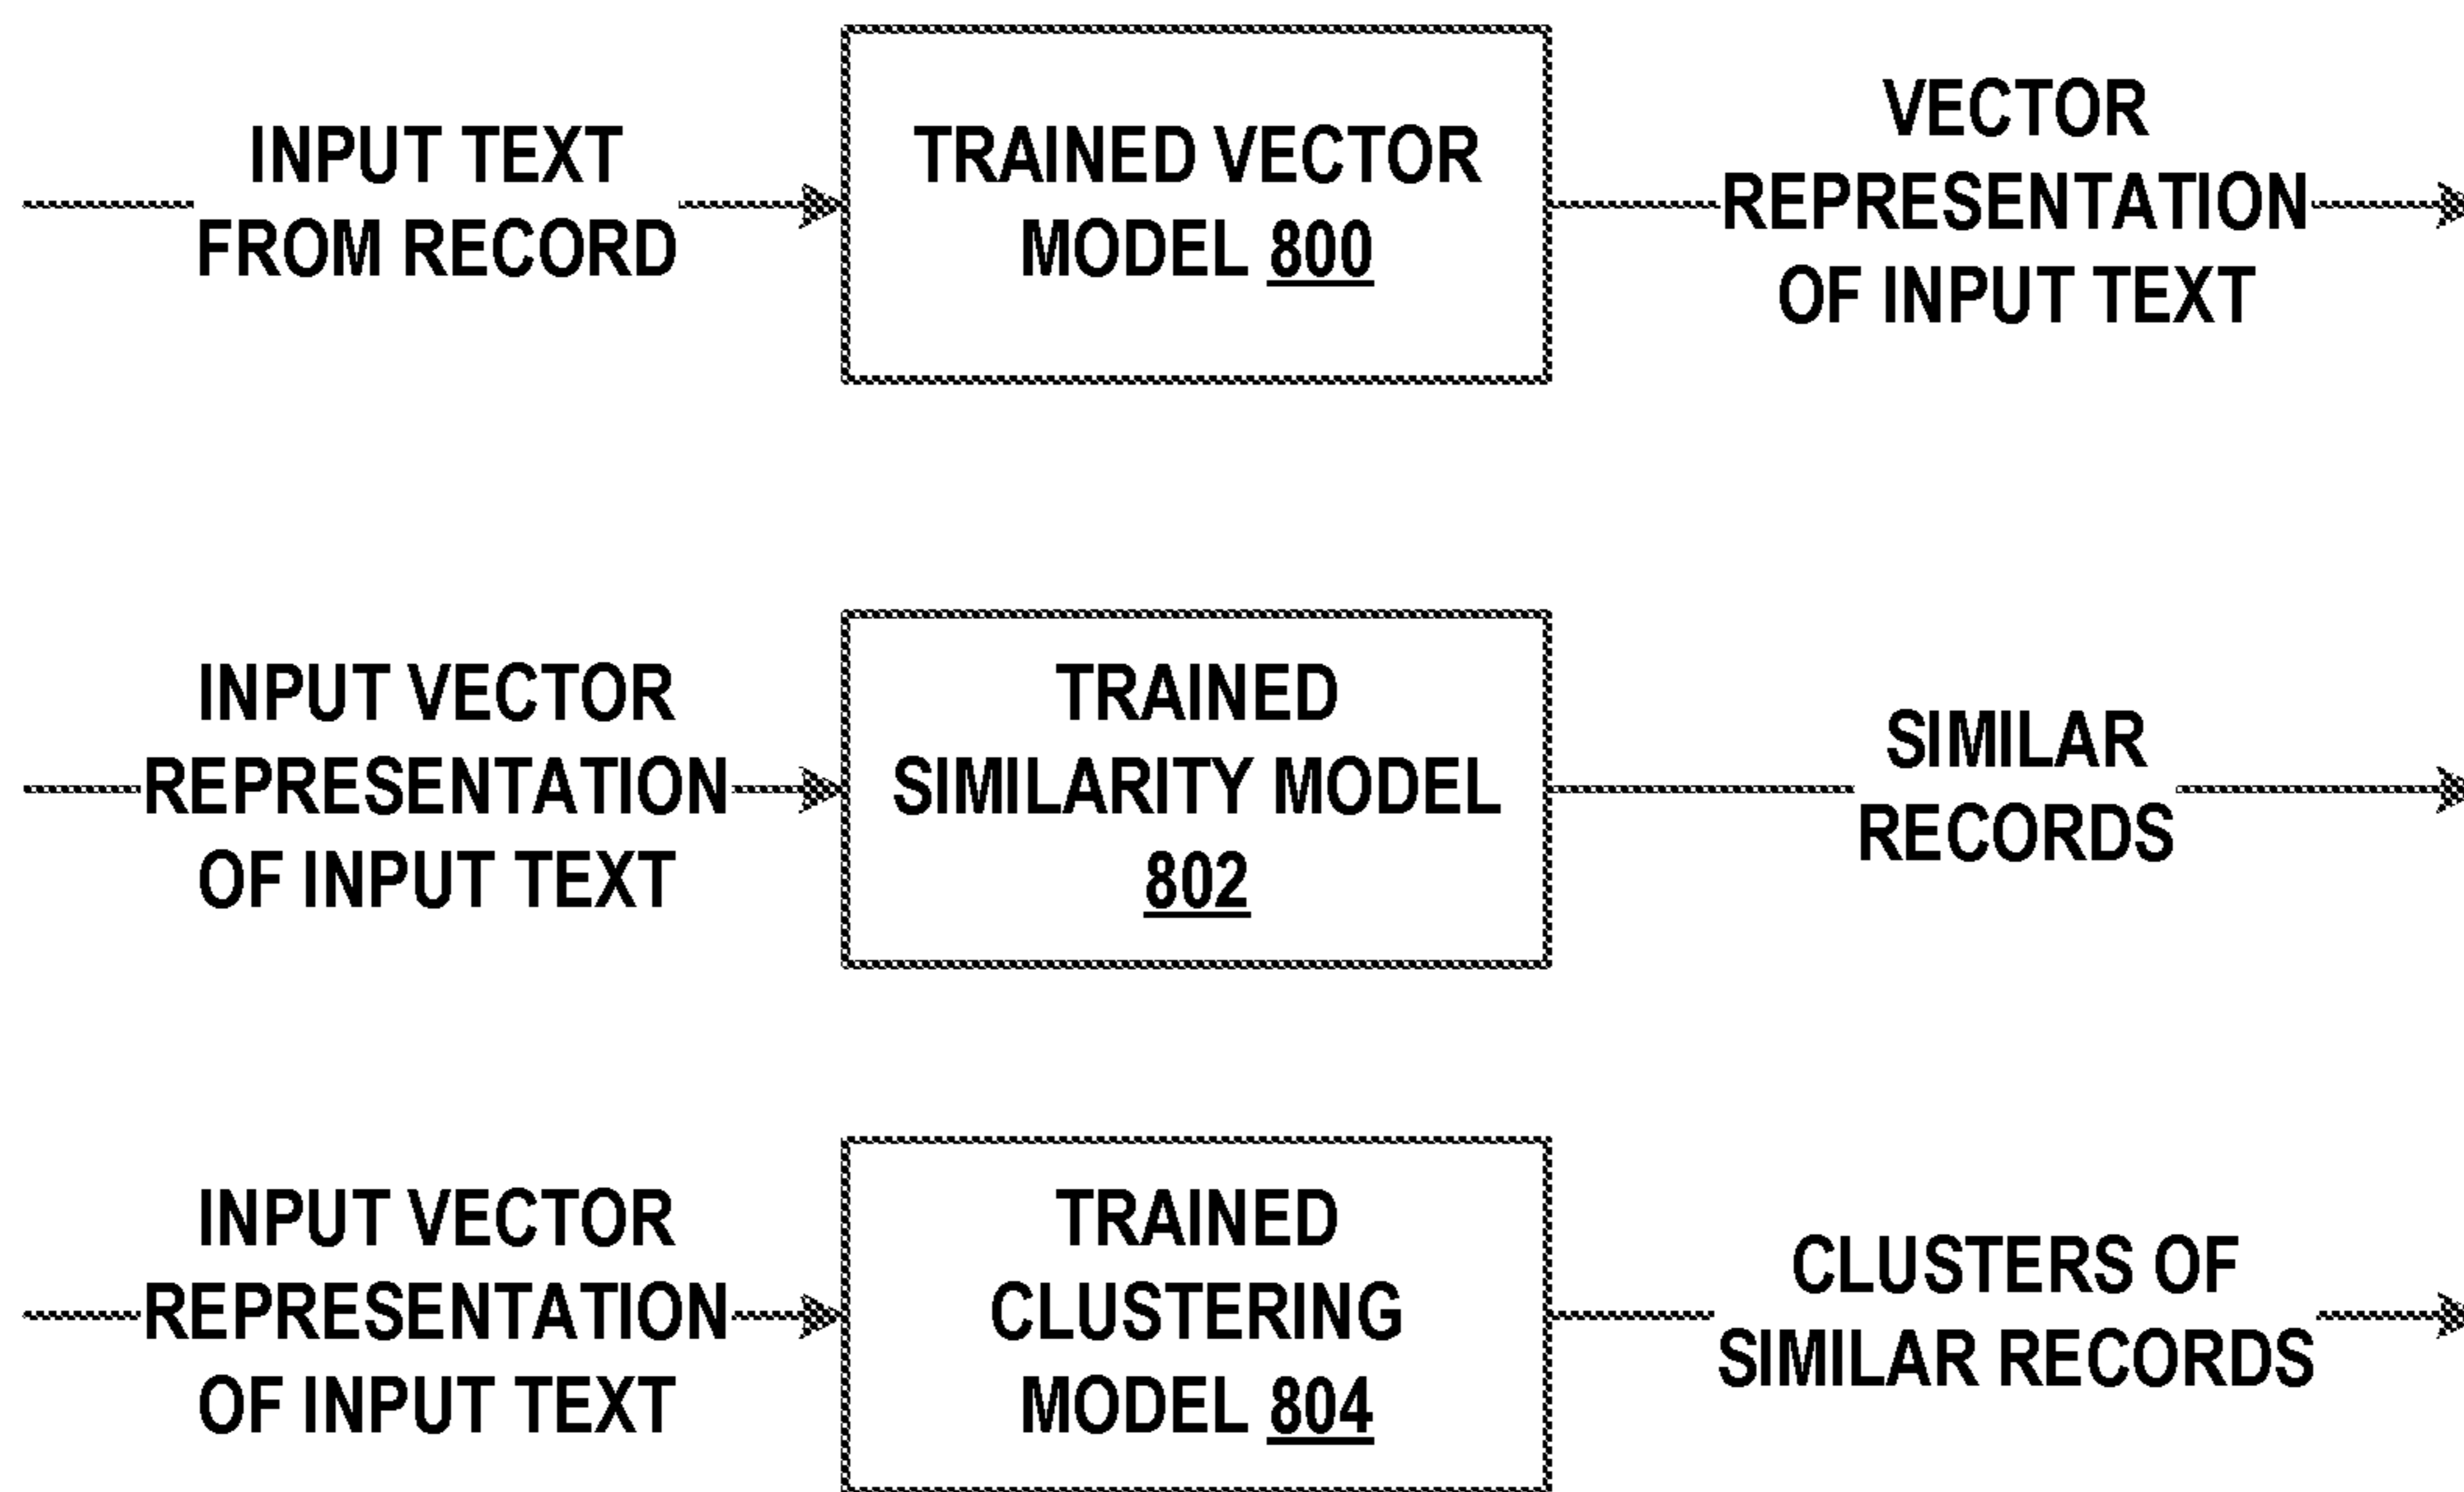 INPUT TEXT
FROM RECORD
TRAINED VECTOR
MODEL 800
VECTOR
REPRESENTATION
OF INPUT TEXT
INPUT VECTOR
REPRESENTATION
OF INPUT TEXT
TRAINED
SIMILARITY MODEL
802
SIMILAR
RECORDS
INPUT VECTOR
REPRESENTATION
OF INPUT TEXT
TRAINED
CLUSTERING
MODEL 804
CLUSTERS OF
SIMILAR RECORDS